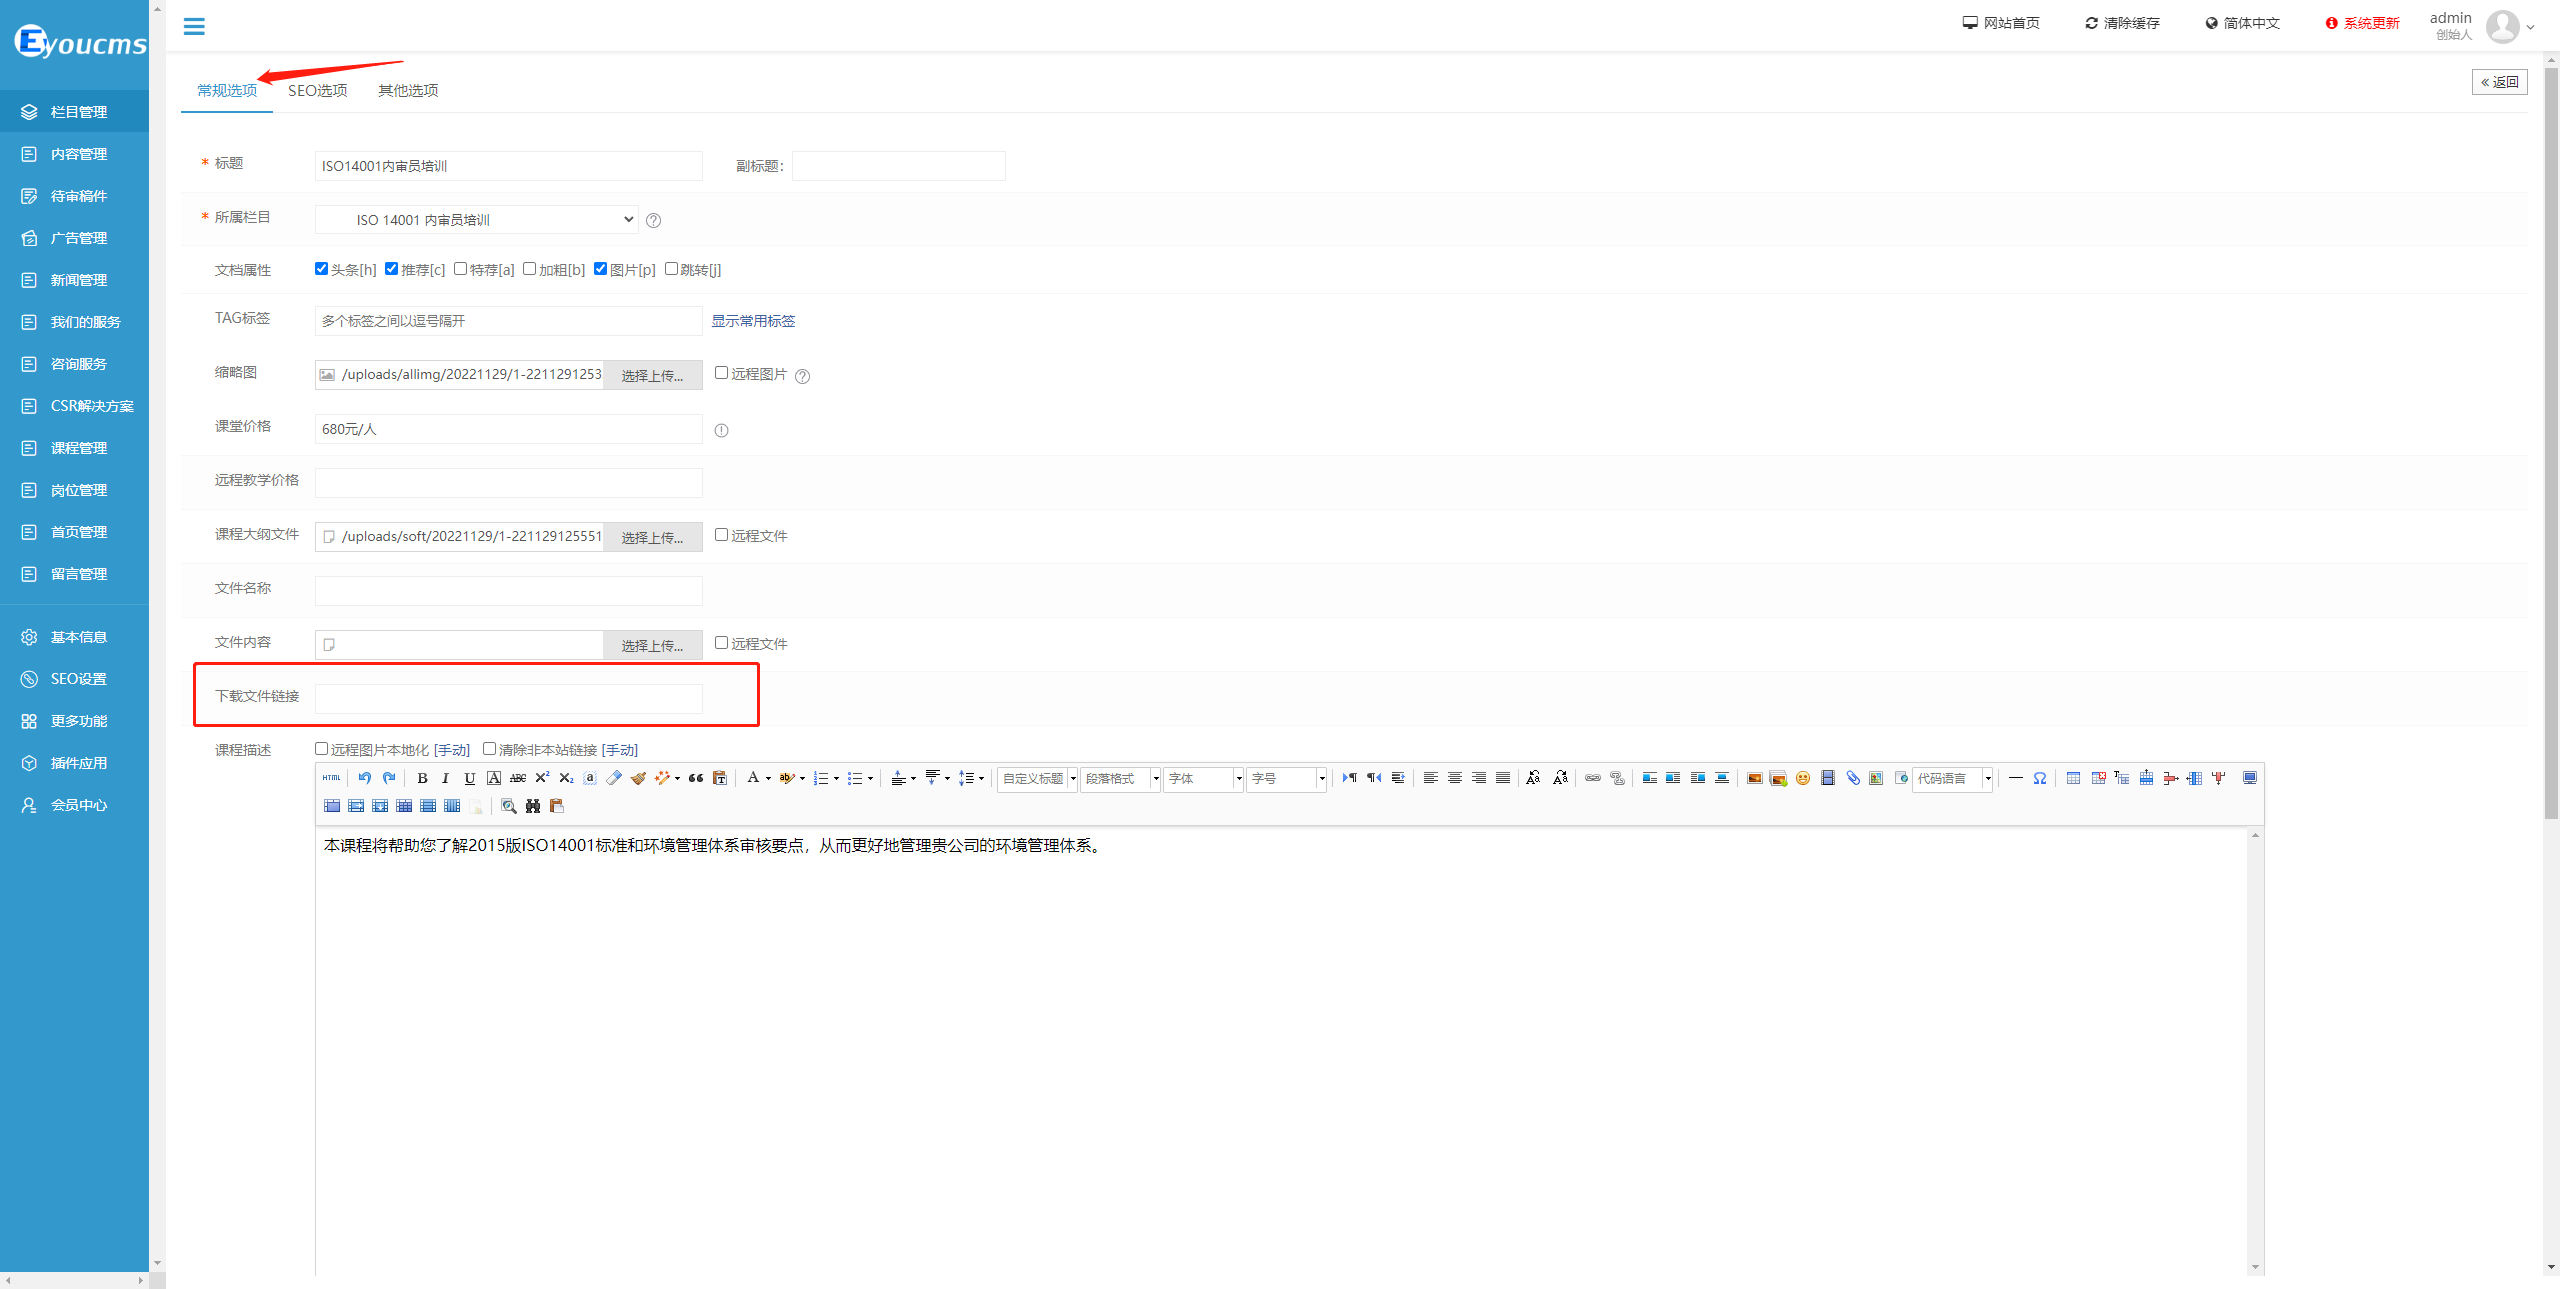 Eyoucms
网站首页
清除缓存
简体中文
系统更新
admin
创始人
栏目管理
内容管理
待审稿件
广告管理
新闻管理
我们的服务
咨询服务
CSR解决方案
课程管理
岗位管理
首页管理
留言管理
基本信息
SEO设置
更多功能
插件应用
会员中心
常规选项 SEO选项 其他选项
« 返回
* 标题 ISO14001内审员培训 副标题：
* 所属栏目 ISO 14001 内审员培训
文档属性 头条[h] 推荐[c] 特荐[a] 加粗[b] 图片[p] 跳转[j]
TAG标签 多个标签之间以逗号隔开 显示常用标签
缩略图 /uploads/allimg/20221129/1-2211291253 选择上传... 远程图片
课堂价格 680元/人
远程教学价格
课程大纲文件 /uploads/soft/20221129/1-221129125551 选择上传... 远程文件
文件名称
文件内容 选择上传... 远程文件
下载文件链接
课程描述 远程图片本地化 [手动] 清除非本站链接 [手动]
HTML 自定义标题 段落格式 字体 字号 代码语言
本课程将帮助您了解2015版ISO14001标准和环境管理体系审核要点，从而更好地管理贵公司的环境管理体系。